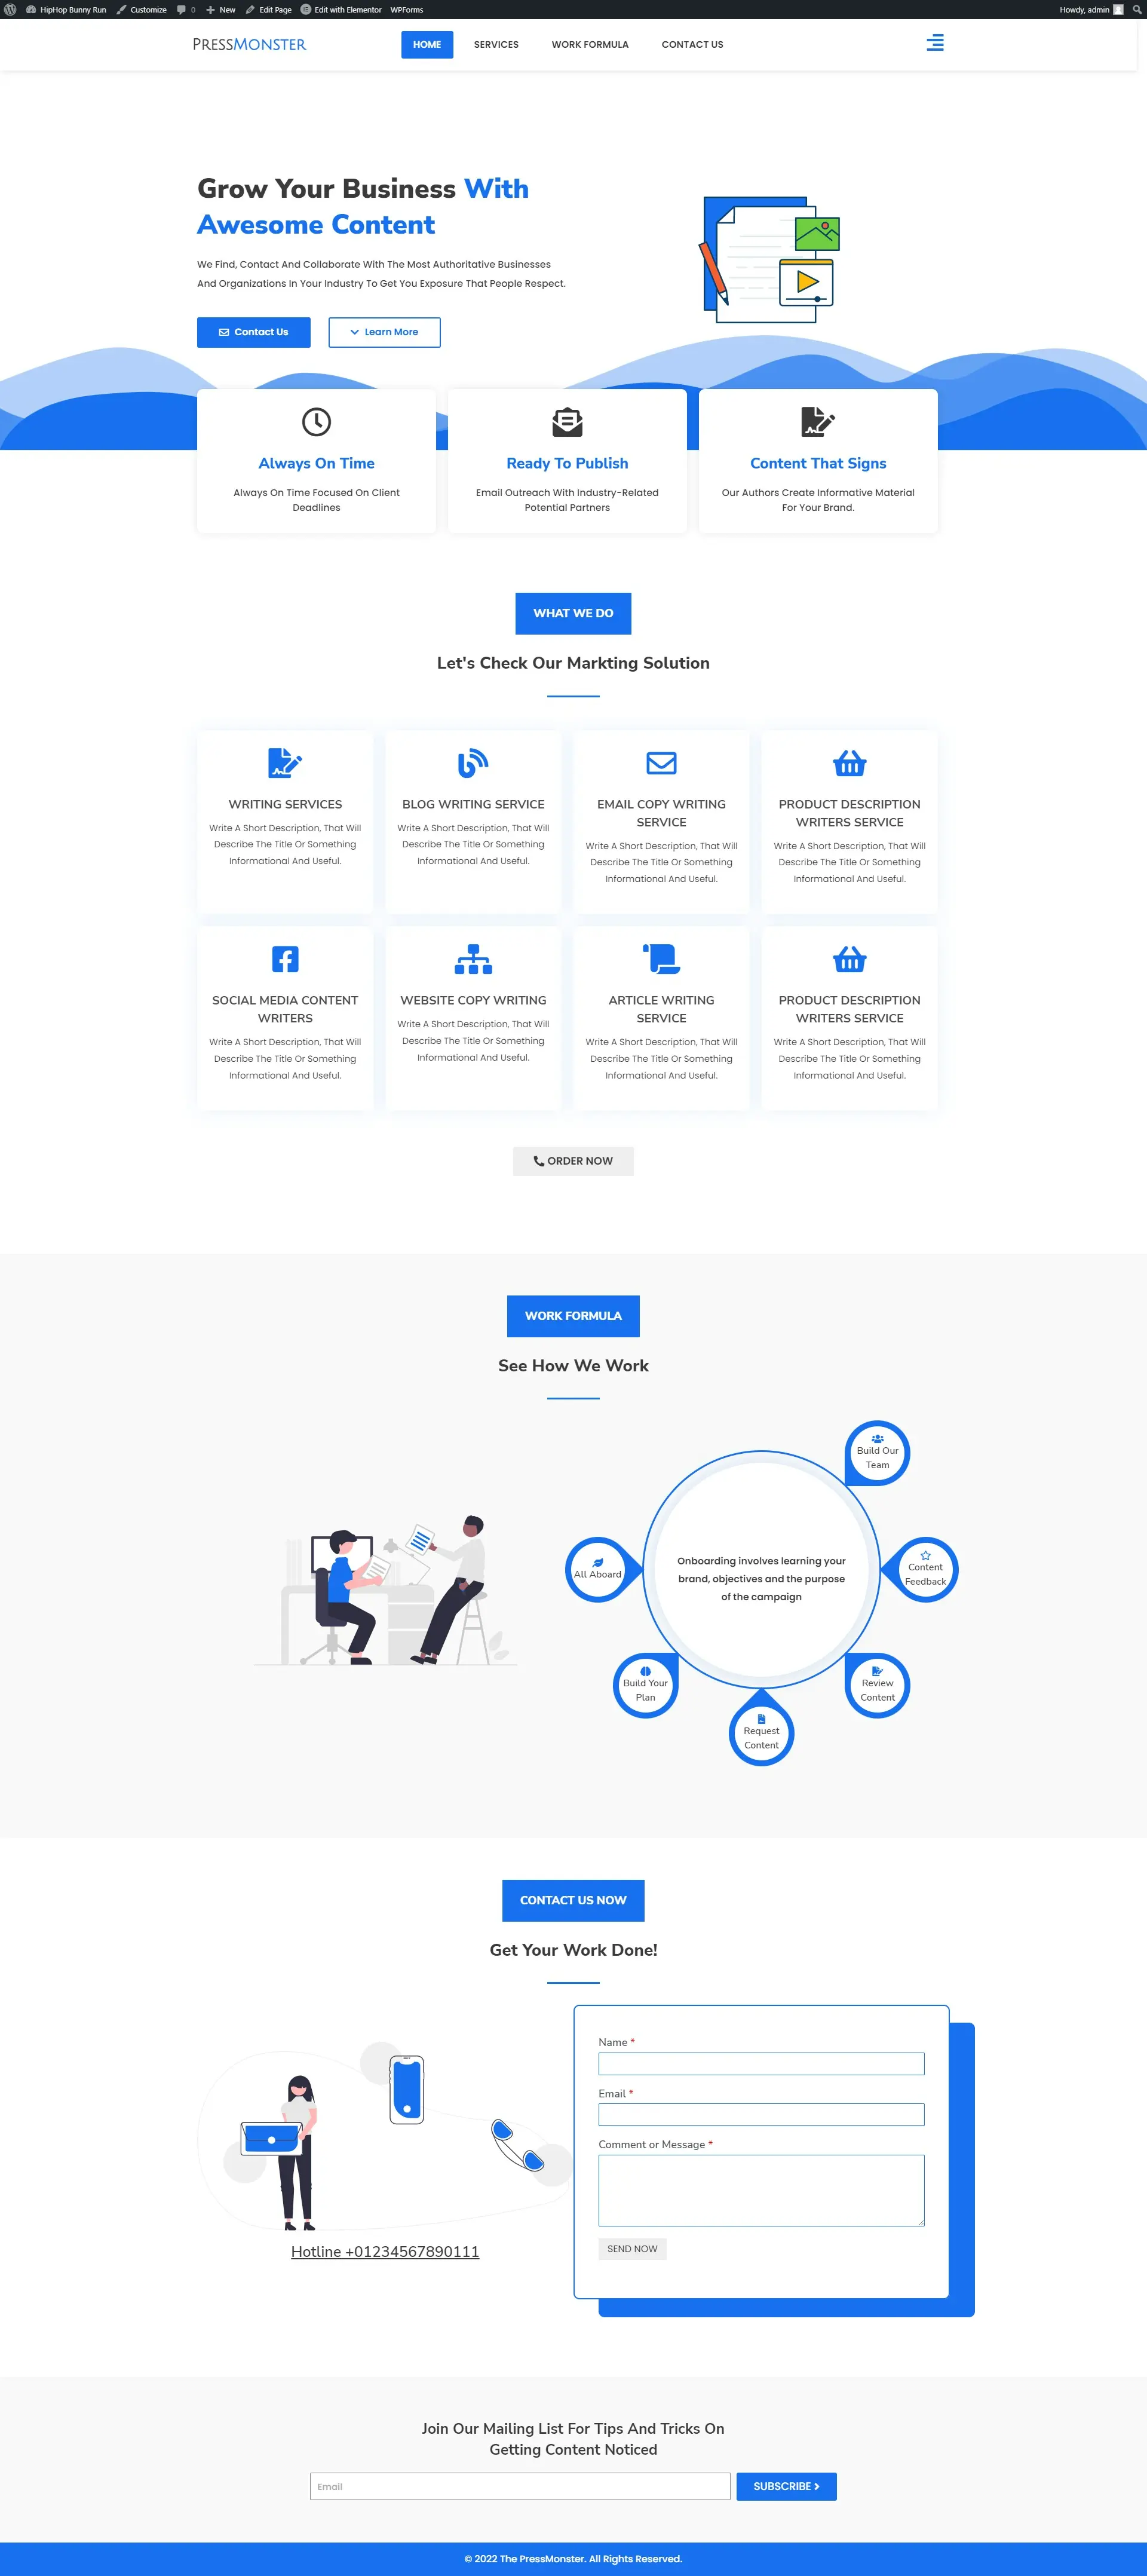 HipHop Bunny Run Customize 0 New Edit Page Edit with Elementor WPForms Howdy, admin
PRESSMONSTER HOME SERVICES WORK FORMULA CONTACT US
Grow Your Business With
Awesome Content
We Find, Contact And Collaborate With The Most Authoritative Businesses
And Organizations In Your Industry To Get You Exposure That People Respect.
Contact Us Learn More
Always On Time
Always On Time Focused On Client
Deadlines
Ready To Publish
Email Outreach With Industry-Related
Potential Partners
Content That Signs
Our Authors Create Informative Material
For Your Brand.
WHAT WE DO
Let's Check Our Markting Solution
WRITING SERVICES
Write A Short Description, That Will
Describe The Title Or Something
Informational And Useful.
BLOG WRITING SERVICE
Write A Short Description, That Will
Describe The Title Or Something
Informational And Useful.
EMAIL COPY WRITING
SERVICE
Write A Short Description, That Will
Describe The Title Or Something
Informational And Useful.
PRODUCT DESCRIPTION
WRITERS SERVICE
Write A Short Description, That Will
Describe The Title Or Something
Informational And Useful.
SOCIAL MEDIA CONTENT
WRITERS
Write A Short Description, That Will
Describe The Title Or Something
Informational And Useful.
WEBSITE COPY WRITING
Write A Short Description, That Will
Describe The Title Or Something
Informational And Useful.
ARTICLE WRITING
SERVICE
Write A Short Description, That Will
Describe The Title Or Something
Informational And Useful.
PRODUCT DESCRIPTION
WRITERS SERVICE
Write A Short Description, That Will
Describe The Title Or Something
Informational And Useful.
ORDER NOW
WORK FORMULA
See How We Work
Build Our
Team
All Aboard
Onboarding involves learning your
brand, objectives and the purpose
of the campaign
Content
Feedback
Build Your
Plan
Review
Content
Request
Content
CONTACT US NOW
Get Your Work Done!
Hotline +01234567890111
Name *
Email *
Comment or Message *
SEND NOW
Join Our Mailing List For Tips And Tricks On
Getting Content Noticed
Email SUBSCRIBE
© 2022 The PressMonster. All Rights Reserved.